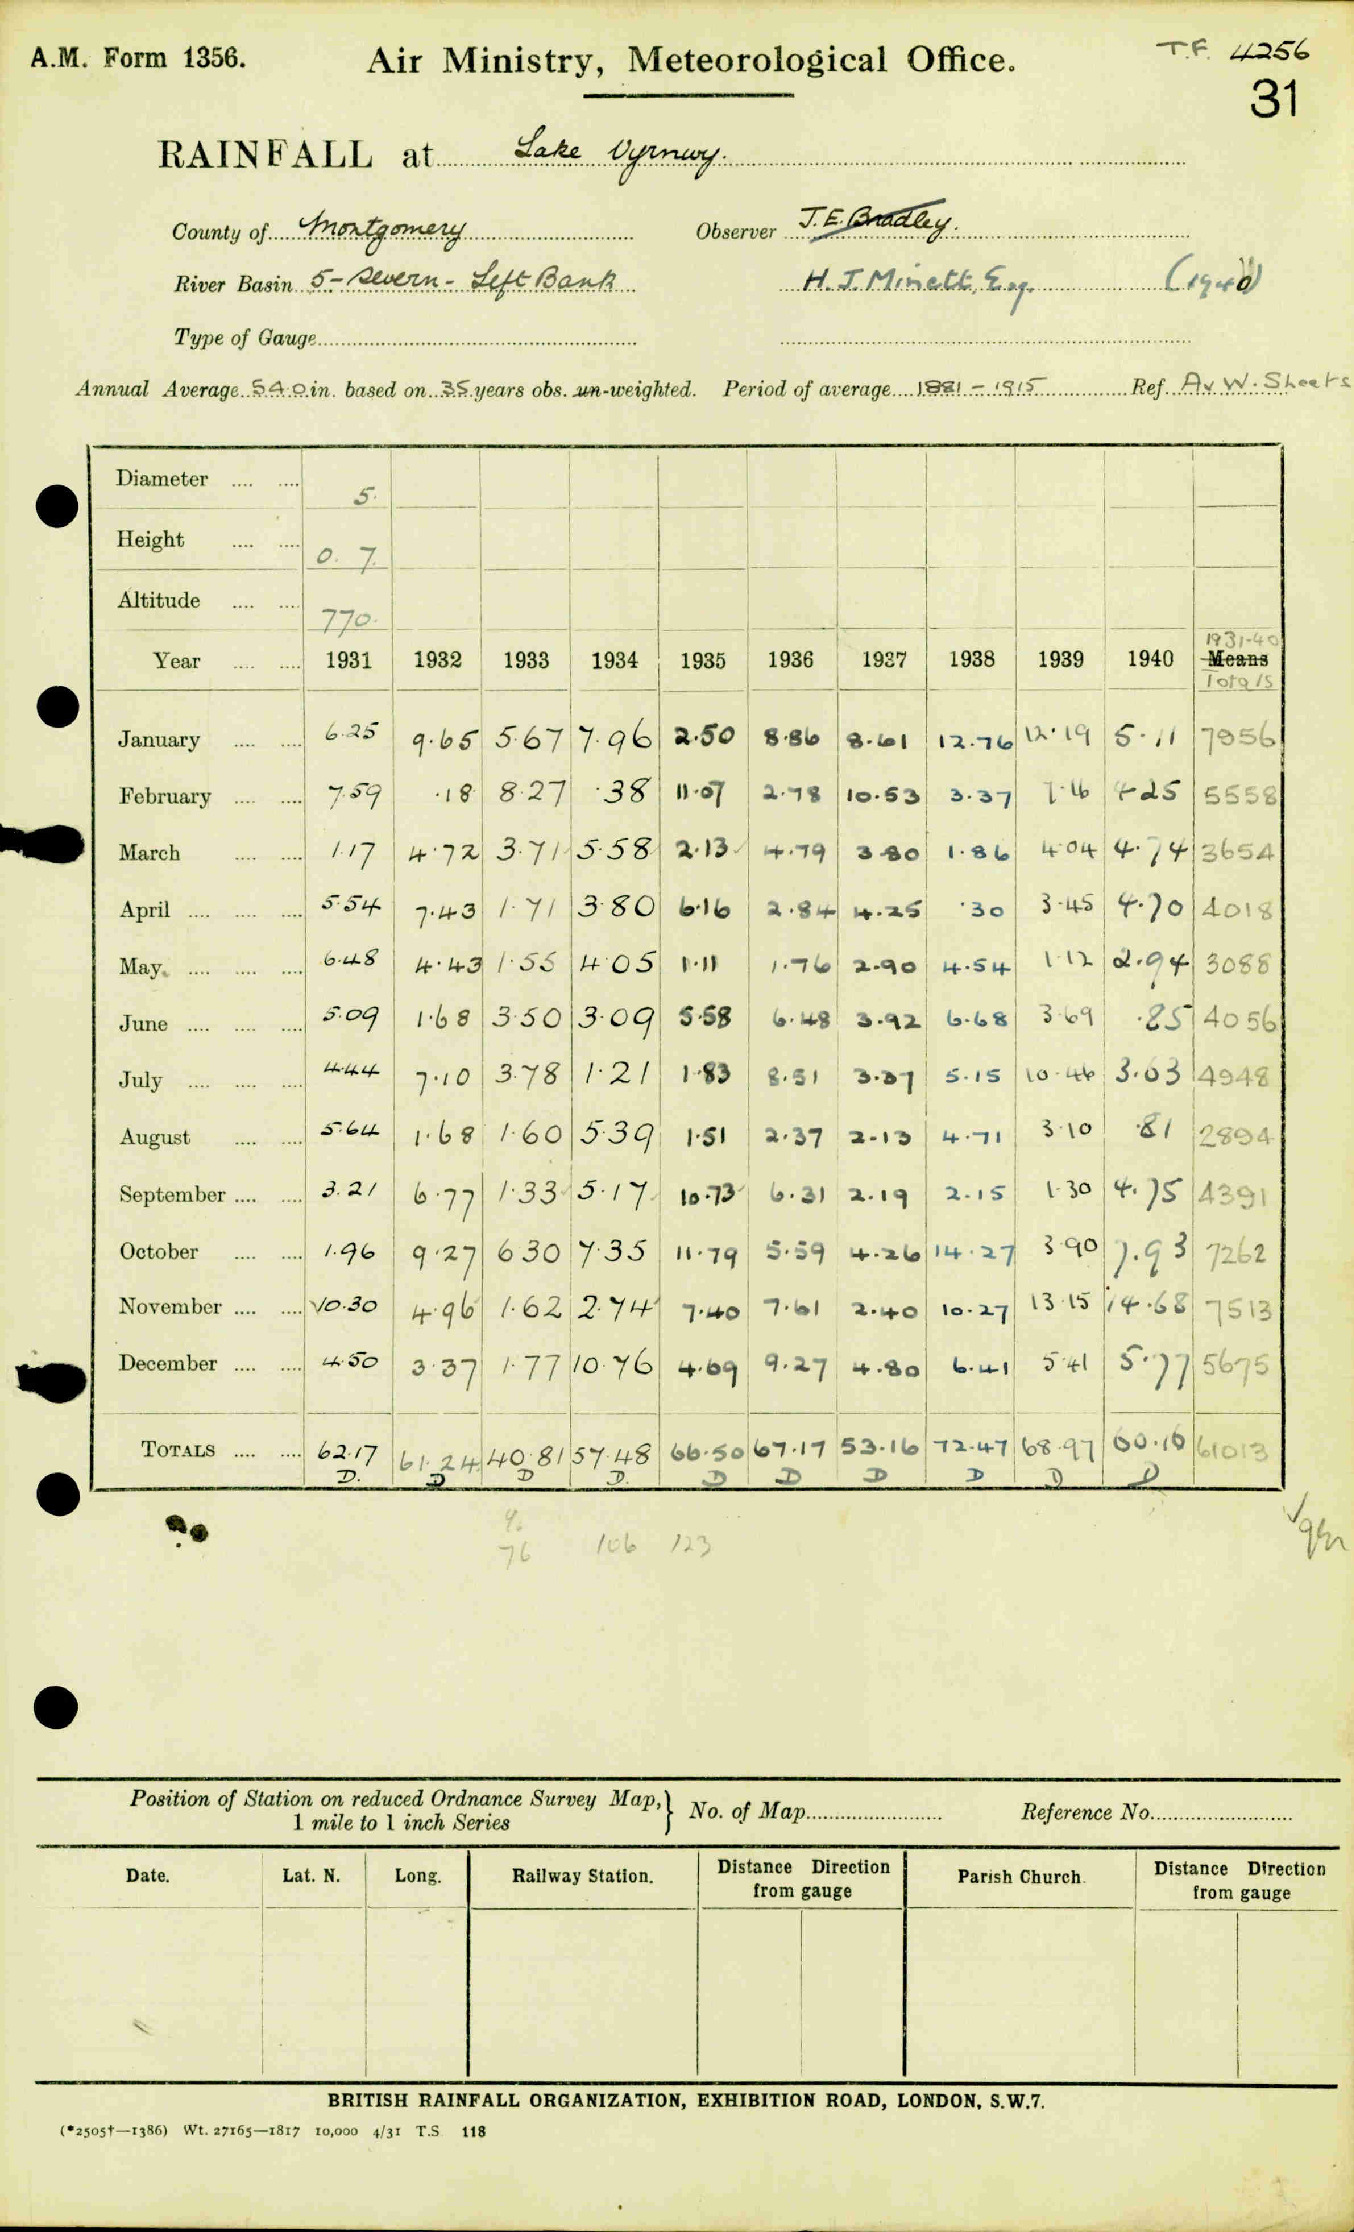 A.M. Form 1356. Air Ministry, Meteorological Office. T.F. 4256
31
RAINFALL at Lake Vyrnwy.
County of Montgomery Observer J.E. Bradley.
River Basin 5 - Severn - Left Bank H. J. Minett, Esq. (1940)
Type of Gauge
Annual Average 54.0 in. based on 35 years obs. un-weighted. Period of average 1881 - 1915 Ref. Av W. Sheets
Diameter 5.
Height 0. 7.
Altitude 770.
1931-40
Year 1931 1932 1933 1934 1935 1936 1937 1938 1939 1940 Means
Totals
January 6.25 9.65 5.67 7.96 2.50 8.86 8.61 12.76 12.19 5.11 7956
February 7.59 .18 8.27 .38 11.07 2.78 10.53 3.37 7.16 4.25 5558
March 1.17 4.72 3.71 5.58 2.13 4.79 3.80 1.86 4.04 4.74 3654
April 5.54 7.43 1.71 3.80 6.16 2.84 4.25 .30 3.45 4.70 4018
May 6.48 4.43 1.55 4.05 1.11 1.76 2.90 4.54 1.12 2.94 3088
June 5.09 1.68 3.50 3.09 5.58 6.48 3.92 6.68 3.69 .85 4056
July 4.44 7.10 3.78 1.21 1.83 8.51 3.37 5.15 10.46 3.63 4948
August 5.64 1.68 1.60 5.39 1.51 2.37 2.13 4.71 3.10 .81 2894
September 3.21 6.77 1.33 5.17 10.73 6.31 2.19 2.15 1.30 4.75 4391
October 1.96 9.27 6.30 7.35 11.79 5.59 4.26 14.27 3.90 7.93 7262
November 10.30 4.96 1.62 2.74 7.40 7.61 2.40 10.27 13.15 14.68 7513
December 4.50 3.37 1.77 10.76 4.69 9.27 4.80 6.41 5.41 5.77 5675
TOTALS 62.17 61.24 40.81 57.48 66.50 67.17 53.16 72.47 68.97 60.16 61013
D. D D D. D D D D D D
%
76 106 123
Position of Station on reduced Ordnance Survey Map, } No. of Map Reference No.
1 mile to 1 inch Series
Date. Lat. N. Long. Railway Station. Distance Direction Parish Church. Distance Direction
from gauge from gauge
BRITISH RAINFALL ORGANIZATION, EXHIBITION ROAD, LONDON, S.W.7.
(*2505†—1386) Wt. 27165—1817 10,000 4/31 T.S. 118